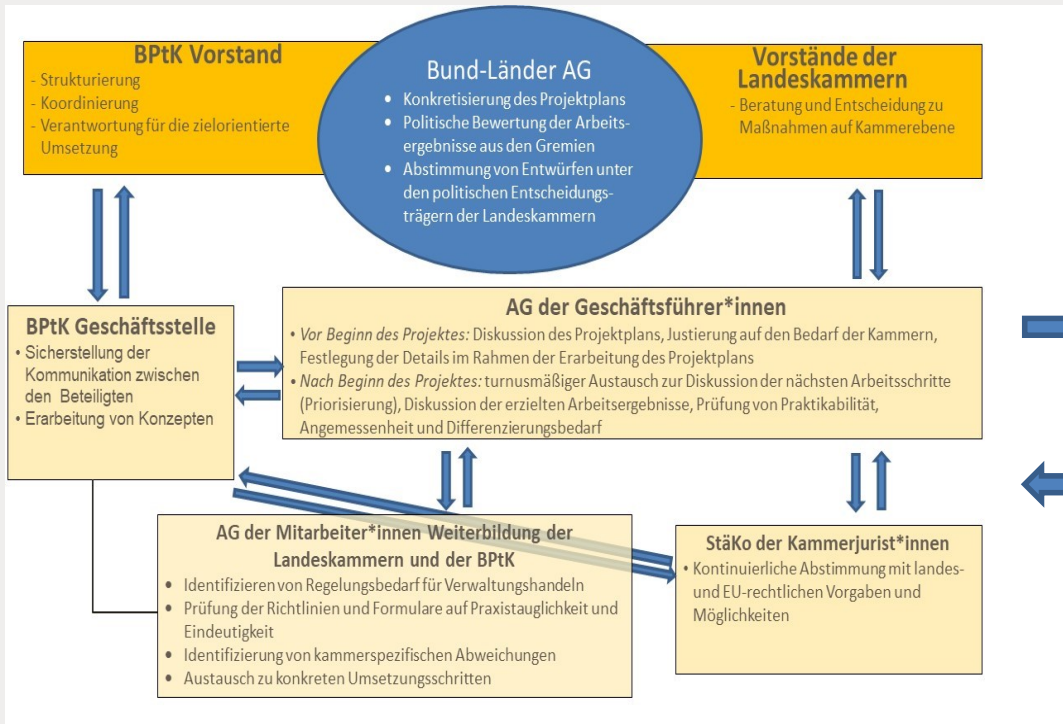 BPtK Vorstand
- Strukturierung
- Koordinierung
- Verantwortung für die zielorientierte
Umsetzung
Bund-Länder AG
• Konkretisierung des Projektplans
• Politische Bewertung der Arbeits-
ergebnisse aus den Gremien
• Abstimmung von Entwürfen unter
den politischen Entscheidungs-
trägern der Landeskammern
Vorstände der
Landeskammern
- Beratung und Entscheidung zu
Maßnahmen auf Kammerebene
BPtK Geschäftsstelle
• Sicherstellung der
Kommunikation zwischen
den Beteiligten
• Erarbeitung von Konzepten
AG der Geschäftsführer*innen
• Vor Beginn des Projektes: Diskussion des Projektplans, Justierung auf den Bedarf der Kammern,
Festlegung der Details im Rahmen der Erarbeitung des Projektplans
• Nach Beginn des Projektes: turnusmäßiger Austausch zur Diskussion der nächsten Arbeitsschritte
(Priorisierung), Diskussion der erzielten Arbeitsergebnisse, Prüfung von Praktikabilität,
Angemessenheit und Differenzierungsbedarf
AG der Mitarbeiter*innen Weiterbildung der
Landeskammern und der BPtK
• Identifizieren von Regelungsbedarf für Verwaltungshandeln
• Prüfung der Richtlinien und Formulare auf Praxistauglichkeit und
Eindeutigkeit
• Identifizierung von kammerspezifischen Abweichungen
• Austausch zu konkreten Umsetzungsschritten
StäKo der Kammerjurist*innen
• Kontinuierliche Abstimmung mit landes-
und EU-rechtlichen Vorgaben und
Möglichkeiten